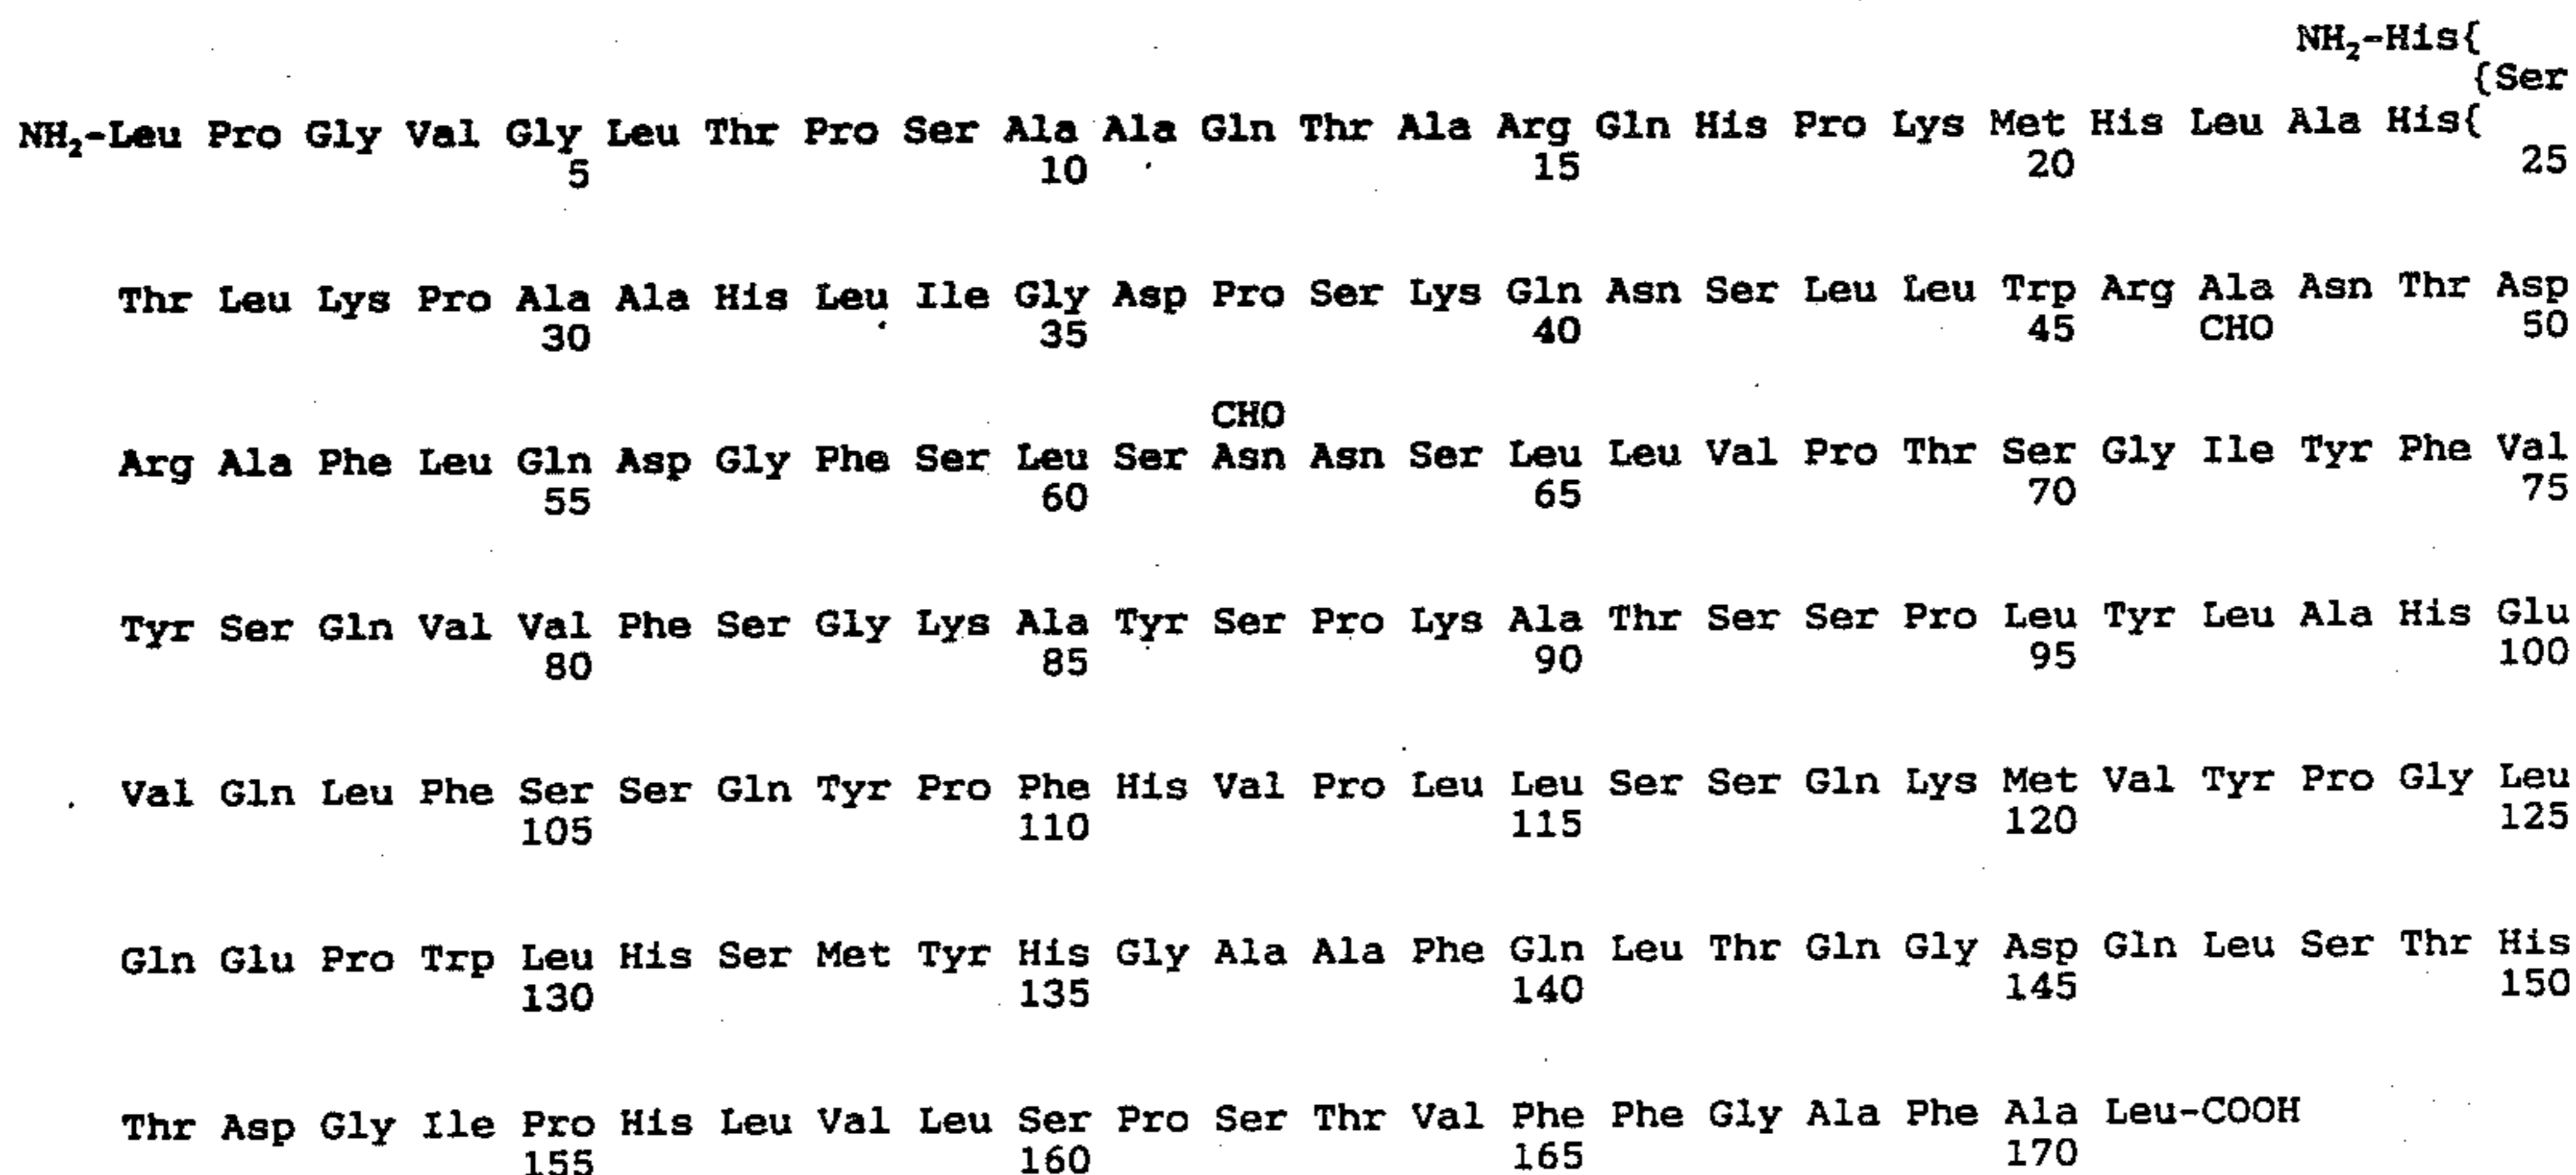 NH₂-His{
{Ser
NH₂-Leu Pro Gly Val Gly Leu Thr Pro Ser Ala Ala Gln Thr Ala Arg Gln His Pro Lys Met His Leu Ala His{
5 10 15 20 25
Thr Leu Lys Pro Ala Ala His Leu Ile Gly Asp Pro Ser Lys Gln Asn Ser Leu Leu Trp Arg Ala Asn Thr Asp
30 35 40 45 CHO 50
CHO
Arg Ala Phe Leu Gln Asp Gly Phe Ser Leu Ser Asn Asn Ser Leu Leu Val Pro Thr Ser Gly Ile Tyr Phe Val
55 60 65 70 75
Tyr Ser Gln Val Val Phe Ser Gly Lys Ala Tyr Ser Pro Lys Ala Thr Ser Ser Pro Leu Tyr Leu Ala His Glu
80 85 90 95 100
Val Gln Leu Phe Ser Ser Gln Tyr Pro Phe His Val Pro Leu Leu Ser Ser Gln Lys Met Val Tyr Pro Gly Leu
105 110 115 120 125
Gln Glu Pro Trp Leu His Ser Met Tyr His Gly Ala Ala Phe Gln Leu Thr Gln Gly Asp Gln Leu Ser Thr His
130 135 140 145 150
Thr Asp Gly Ile Pro His Leu Val Leu Ser Pro Ser Thr Val Phe Phe Gly Ala Phe Ala Leu-COOH
155 160 165 170